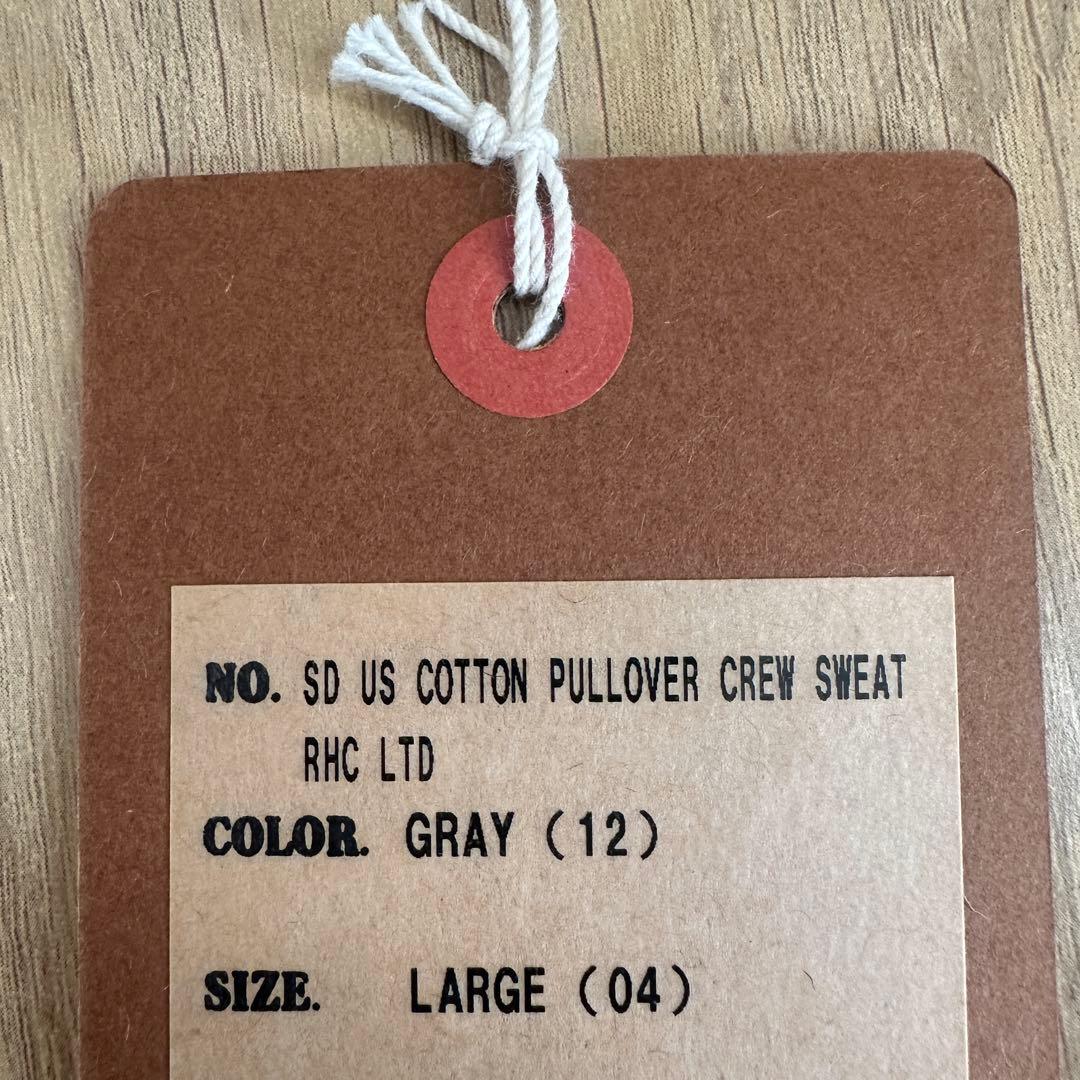 NO. SD US COTTON PULLOVER CREW SWEAT
RHC LTD
COLOR. GRAY (12)
SIZE. LARGE (04)